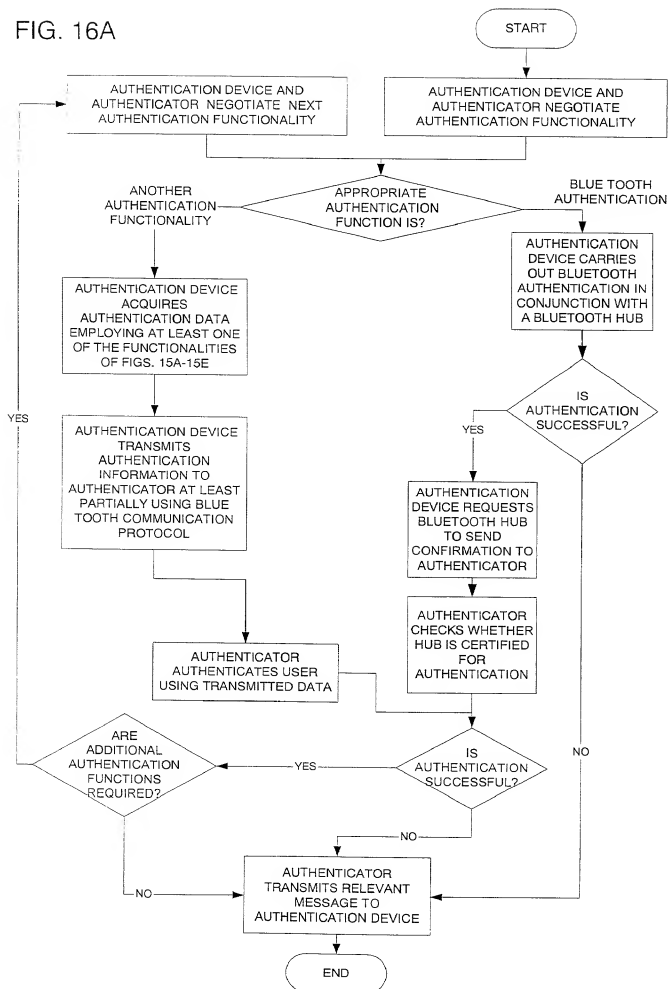 FIG. 16A
START
AUTHENTICATION DEVICE AND
AUTHENTICATOR NEGOTIATE NEXT
AUTHENTICATION FUNCTIONALITY
AUTHENTICATION DEVICE AND
AUTHENTICATOR NEGOTIATE
AUTHENTICATION FUNCTIONALITY
ANOTHER
AUTHENTICATION
FUNCTIONALITY
APPROPRIATE
AUTHENTICATION
FUNCTION IS?
BLUE TOOTH
AUTHENTICATION
AUTHENTICATION DEVICE
ACQUIRES
AUTHENTICATION DATA
EMPLOYING AT LEAST ONE
OF THE FUNCTIONALITIES
OF FIGS. 15A-15E
AUTHENTICATION
DEVICE CARRIES
OUT BLUETOOTH
AUTHENTICATION IN
CONJUNCTION WITH
A BLUETOOTH HUB
YES
IS
AUTHENTICATION
SUCCESSFUL?
YES
AUTHENTICATION DEVICE
TRANSMITS
AUTHENTICATION
INFORMATION TO
AUTHENTICATOR AT LEAST
PARTIALLY USING BLUE
TOOTH COMMUNICATION
PROTOCOL
AUTHENTICATION
DEVICE REQUESTS
BLUETOOTH HUB
TO SEND
CONFIRMATION TO
AUTHENTICATOR
AUTHENTICATOR
CHECKS WHETHER
HUB IS CERTIFIED
FOR
AUTHENTICATION
AUTHENTICATOR
AUTHENTICATES USER
USING TRANSMITTED DATA
ARE
ADDITIONAL
AUTHENTICATION
FUNCTIONS
REQUIRED?
YES
IS
AUTHENTICATION
SUCCESSFUL?
NO
NO
NO
AUTHENTICATOR
TRANSMITS RELEVANT
MESSAGE TO
AUTHENTICATION DEVICE
END